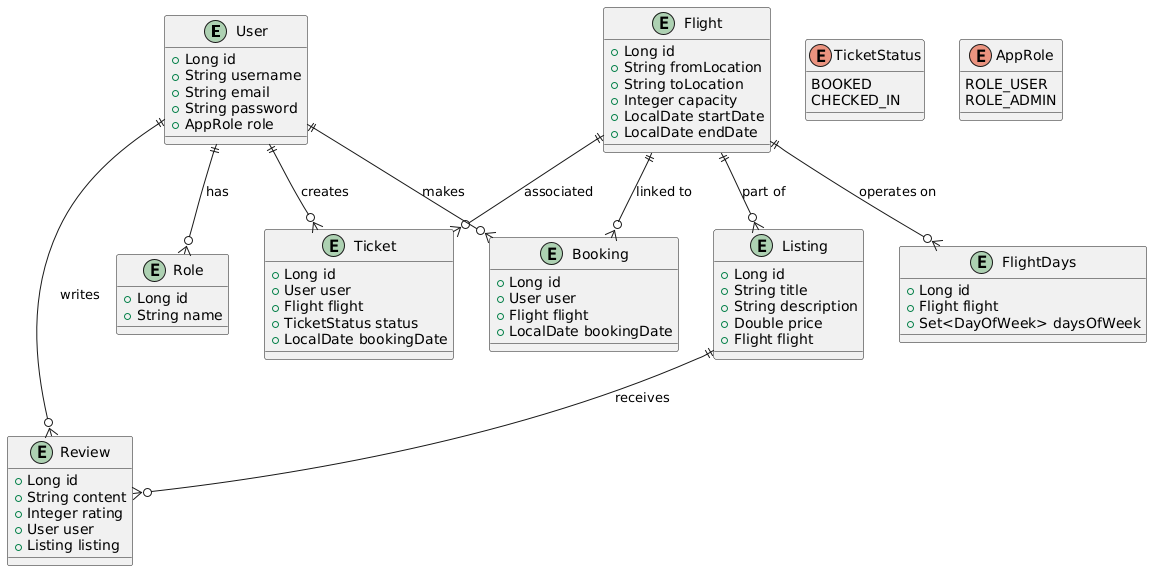 E User
Long id
String username
String email
String password
AppRole role
E Flight
Long id
String fromLocation
String toLocation
Integer capacity
LocalDate startDate
LocalDate endDate
E TicketStatus
BOOKED
CHECKED_IN
E AppRole
ROLE_USER
ROLE_ADMIN
has
creates
makes
associated
linked to
part of
operates on
writes
E Role
Long id
String name
E Ticket
Long id
User user
Flight flight
TicketStatus status
LocalDate bookingDate
E Booking
Long id
User user
Flight flight
LocalDate bookingDate
E Listing
Long id
String title
String description
Double price
Flight flight
E FlightDays
Long id
Flight flight
Set<DayOfWeek> daysOfWeek
receives
E Review
Long id
String content
Integer rating
User user
Listing listing